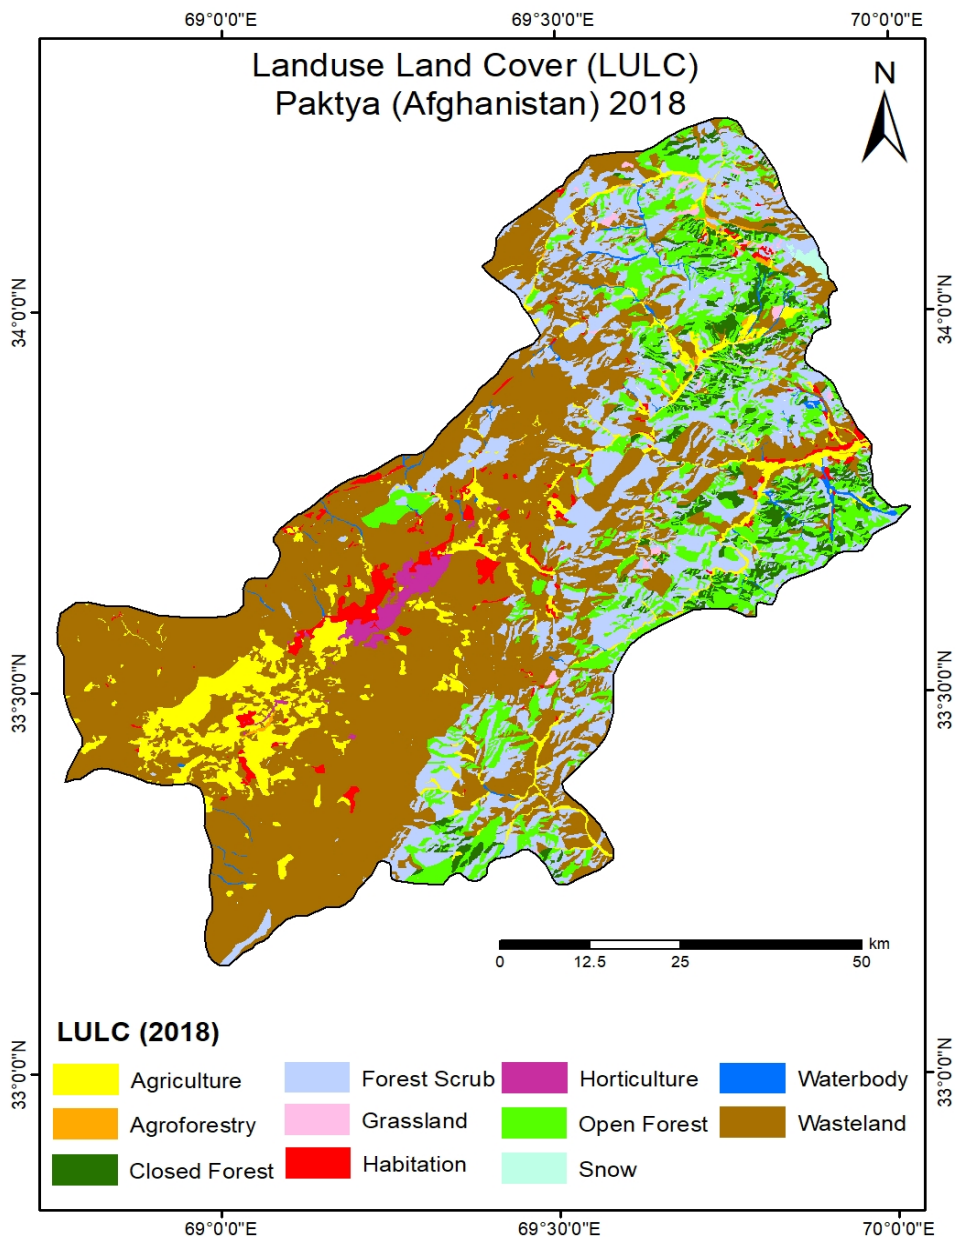 69°0'0"E 69°30'0"E 70°0'0"E
Landuse Land Cover (LULC)
Paktya (Afghanistan) 2018
N
34°0'0"N
34°0'0"N
33°30'0"N
33°30'0"N
km
0 12.5 25 50
LULC (2018)
33°0'0"N
33°0'0"N
Agriculture
Agroforestry
Closed Forest
Forest Scrub
Grassland
Habitation
Horticulture
Open Forest
Snow
Waterbody
Wasteland
69°0'0"E 69°30'0"E 70°0'0"E